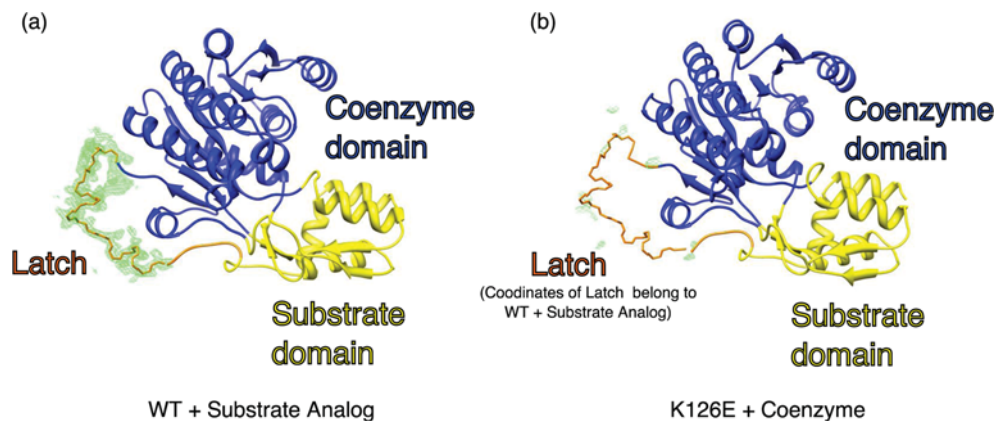 (a)
Coenzyme
domain
Latch
Substrate
domain
WT + Substrate Analog
(b)
Coenzyme
domain
Latch
(Coodinates of Latch belong to
WT + Substrate Analog)
Substrate
domain
K126E + Coenzyme